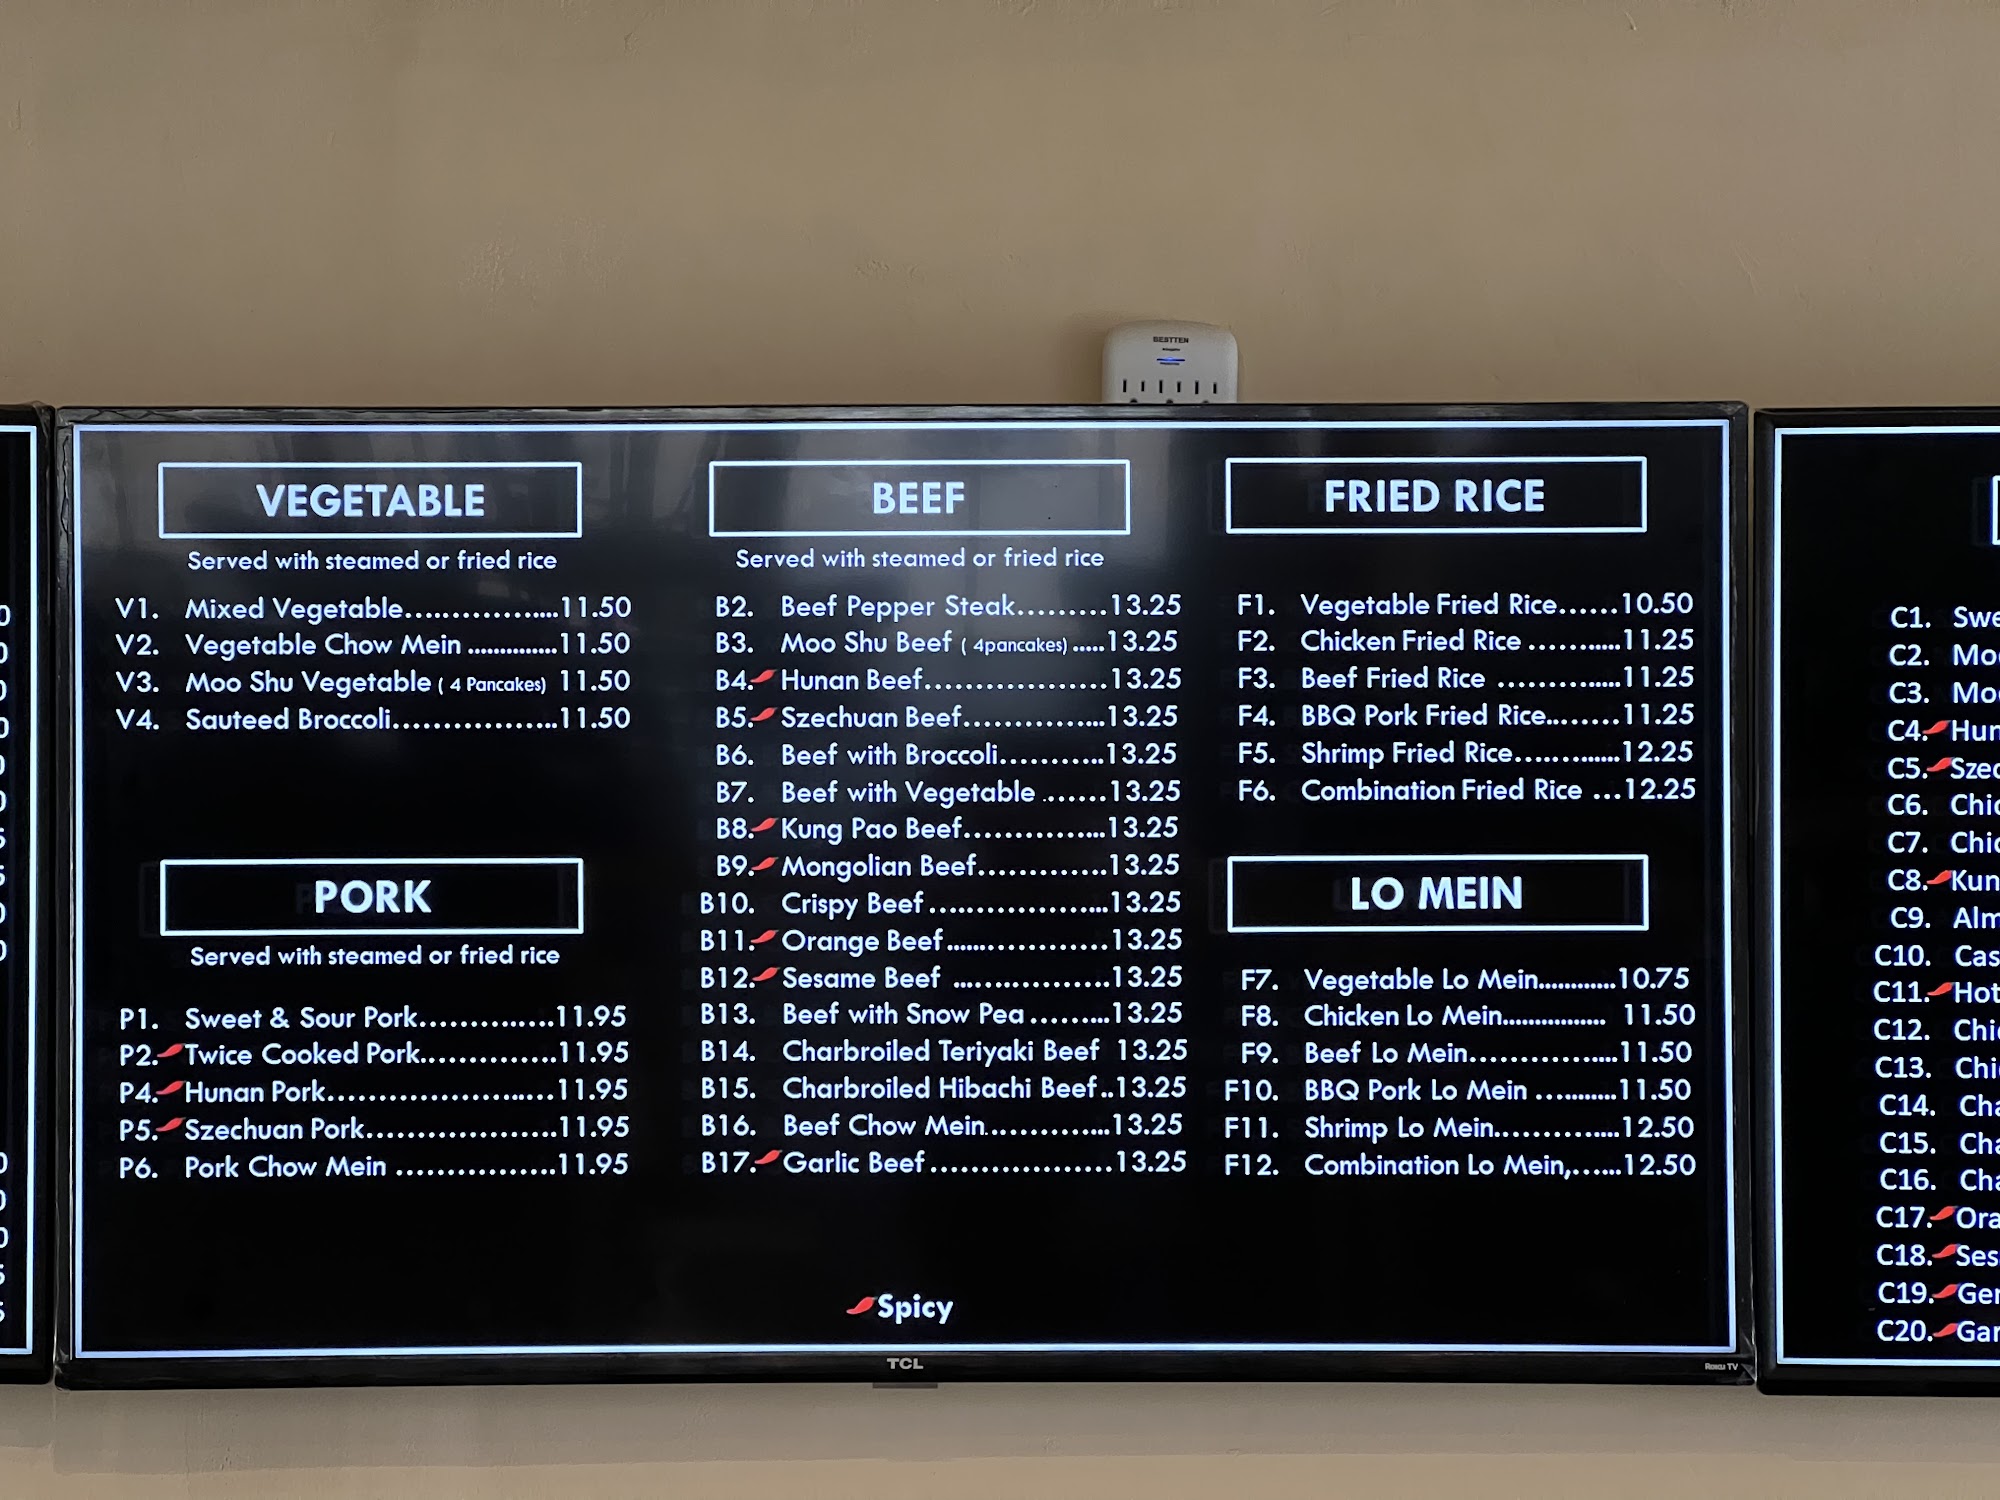 BESTTEN
VEGETABLE
Served with steamed or fried rice
V1. Mixed Vegetable..................11.50
V2. Vegetable Chow Mein ..............11.50
V3. Moo Shu Vegetable ( 4 Pancakes) 11.50
V4. Sauteed Broccoli..................11.50
PORK
Served with steamed or fried rice
P1. Sweet & Sour Pork...............11.95
P2. Twice Cooked Pork...............11.95
P4. Hunan Pork.........................11.95
P5. Szechuan Pork.....................11.95
P6. Pork Chow Mein .................11.95
BEEF
Served with steamed or fried rice
B2. Beef Pepper Steak.........13.25
B3. Moo Shu Beef ( 4pancakes) .....13.25
B4. Hunan Beef...................13.25
B5. Szechuan Beef...............13.25
B6. Beef with Broccoli...........13.25
B7. Beef with Vegetable .......13.25
B8. Kung Pao Beef...............13.25
B9. Mongolian Beef..............13.25
B10. Crispy Beef...................13.25
B11. Orange Beef..................13.25
B12. Sesame Beef .................13.25
B13. Beef with Snow Pea .........13.25
B14. Charbroiled Teriyaki Beef 13.25
B15. Charbroiled Hibachi Beef..13.25
B16. Beef Chow Mein.............13.25
B17. Garlic Beef...................13.25
FRIED RICE
F1. Vegetable Fried Rice......10.50
F2. Chicken Fried Rice ..........11.25
F3. Beef Fried Rice .............11.25
F4. BBQ Pork Fried Rice........11.25
F5. Shrimp Fried Rice............12.25
F6. Combination Fried Rice ...12.25
LO MEIN
F7. Vegetable Lo Mein.............10.75
F8. Chicken Lo Mein................. 11.50
F9. Beef Lo Mein.................11.50
F10. BBQ Pork Lo Mein ...........11.50
F11. Shrimp Lo Mein...............12.50
F12. Combination Lo Mein,......12.50
Spicy
TCL
Roku TV
C1.
C2.
C3.
C4.
C5.
C6.
C7.
C8.
C9.
C10.
C11. Hot
C12.
C13.
C14.
C15.
C16.
C17.
C18.
C19.
C20.